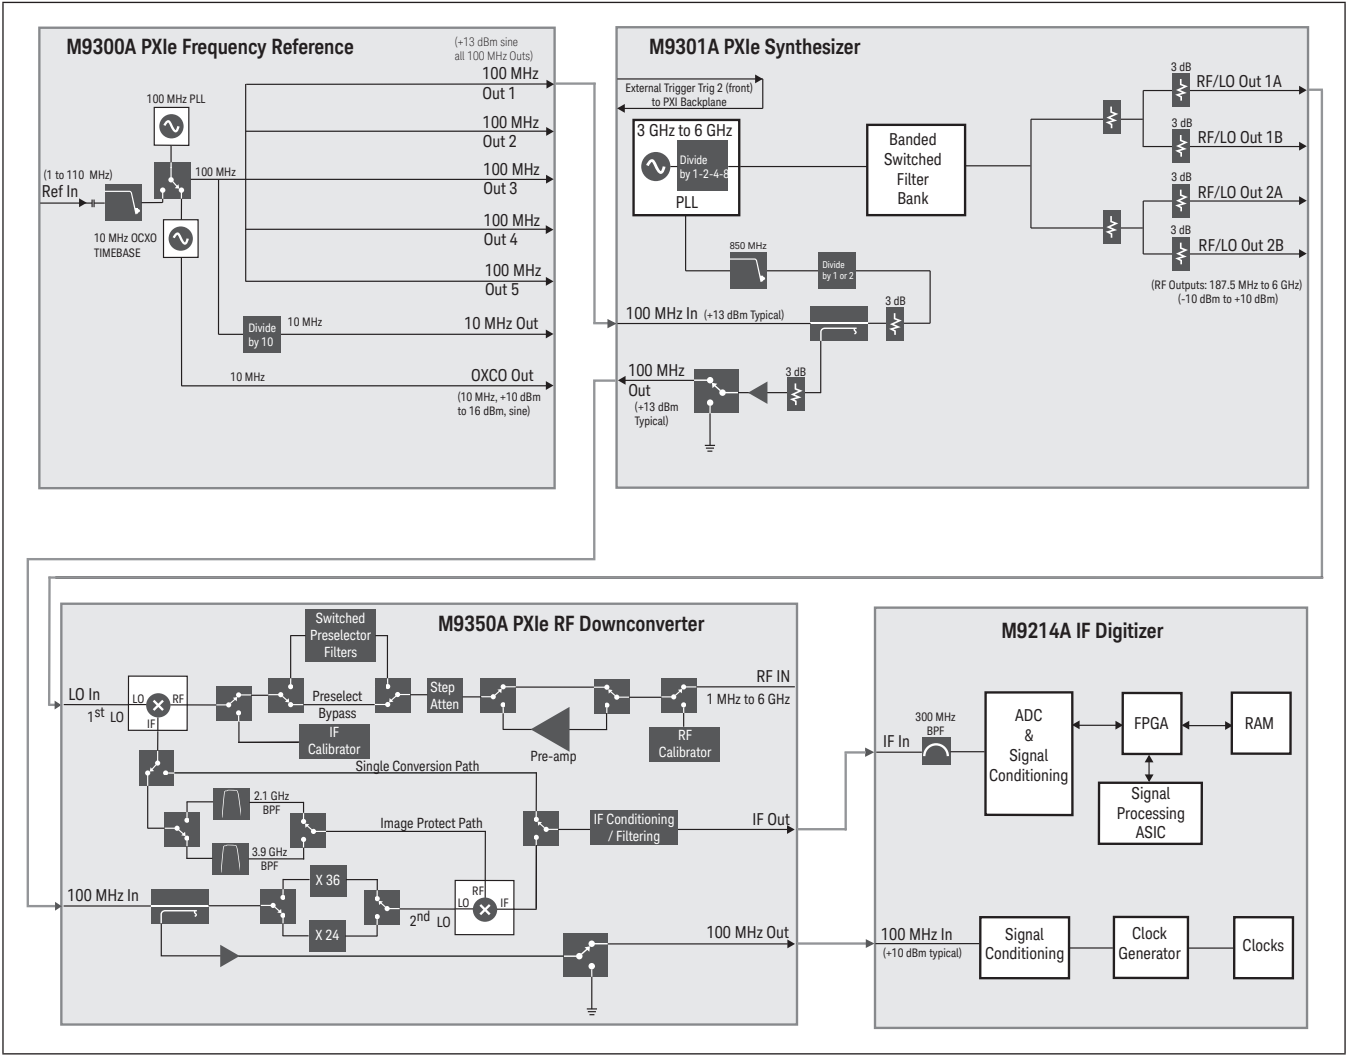 M9300A PXIe Frequency Reference
(+13 dBm sine
all 100 MHz Outs)
100 MHz
Out 1
100 MHz PLL
100 MHz
Out 2
(1 to 110 MHz)
Ref In
100 MHz
100 MHz
Out 3
10 MHz OCXO
TIMEBASE
100 MHz
Out 4
100 MHz
Out 5
Divide
by 10
10 MHz
10 MHz Out
10 MHz
OXCO Out
(10 MHz, +10 dBm
to 16 dBm, sine)
M9301A PXIe Synthesizer
External Trigger Trig 2 (front)
to PXI Backplane
3 GHz to 6 GHz
Divide
by 1-2-4-8
PLL
Banded
Switched
Filter
Bank
3 dB
RF/LO Out 1A
3 dB
RF/LO Out 1B
3 dB
RF/LO Out 2A
3 dB
RF/LO Out 2B
(RF Outputs: 187.5 MHz to 6 GHz)
(-10 dBm to +10 dBm)
850 MHz
Divide
by 1 or 2
100 MHz In (+13 dBm Typical)
3 dB
100 MHz
Out
(+13 dBm
Typical)
3 dB
M9350A PXIe RF Downconverter
Switched
Preselector
Filters
LO In
1st LO
LO
RF
IF
Preselect
Bypass
IF
Calibrator
Step
Atten
Pre-amp
RF IN
1 MHz to 6 GHz
RF
Calibrator
Single Conversion Path
2.1 GHz
BPF
Image Protect Path
3.9 GHz
BPF
IF Conditioning
/ Filtering
IF Out
100 MHz In
X 36
X 24
2nd LO
RF
LO
IF
100 MHz Out
M9214A IF Digitizer
IF In
300 MHz
BPF
ADC
&
Signal
Conditioning
FPGA
RAM
Signal
Processing
ASIC
100 MHz In
(+10 dBm typical)
Signal
Conditioning
Clock
Generator
Clocks